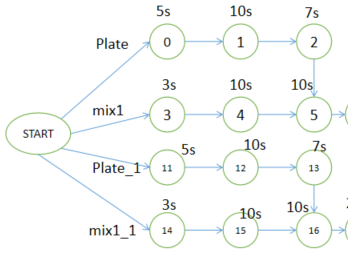 5s 10s 7s
Plate 0 1 2
3s 10s 10s
mix1 3 4 5
START
5s 10s 7s
Plate_1 11 12 13
3s 10s 10s
mix1_1 14 15 16